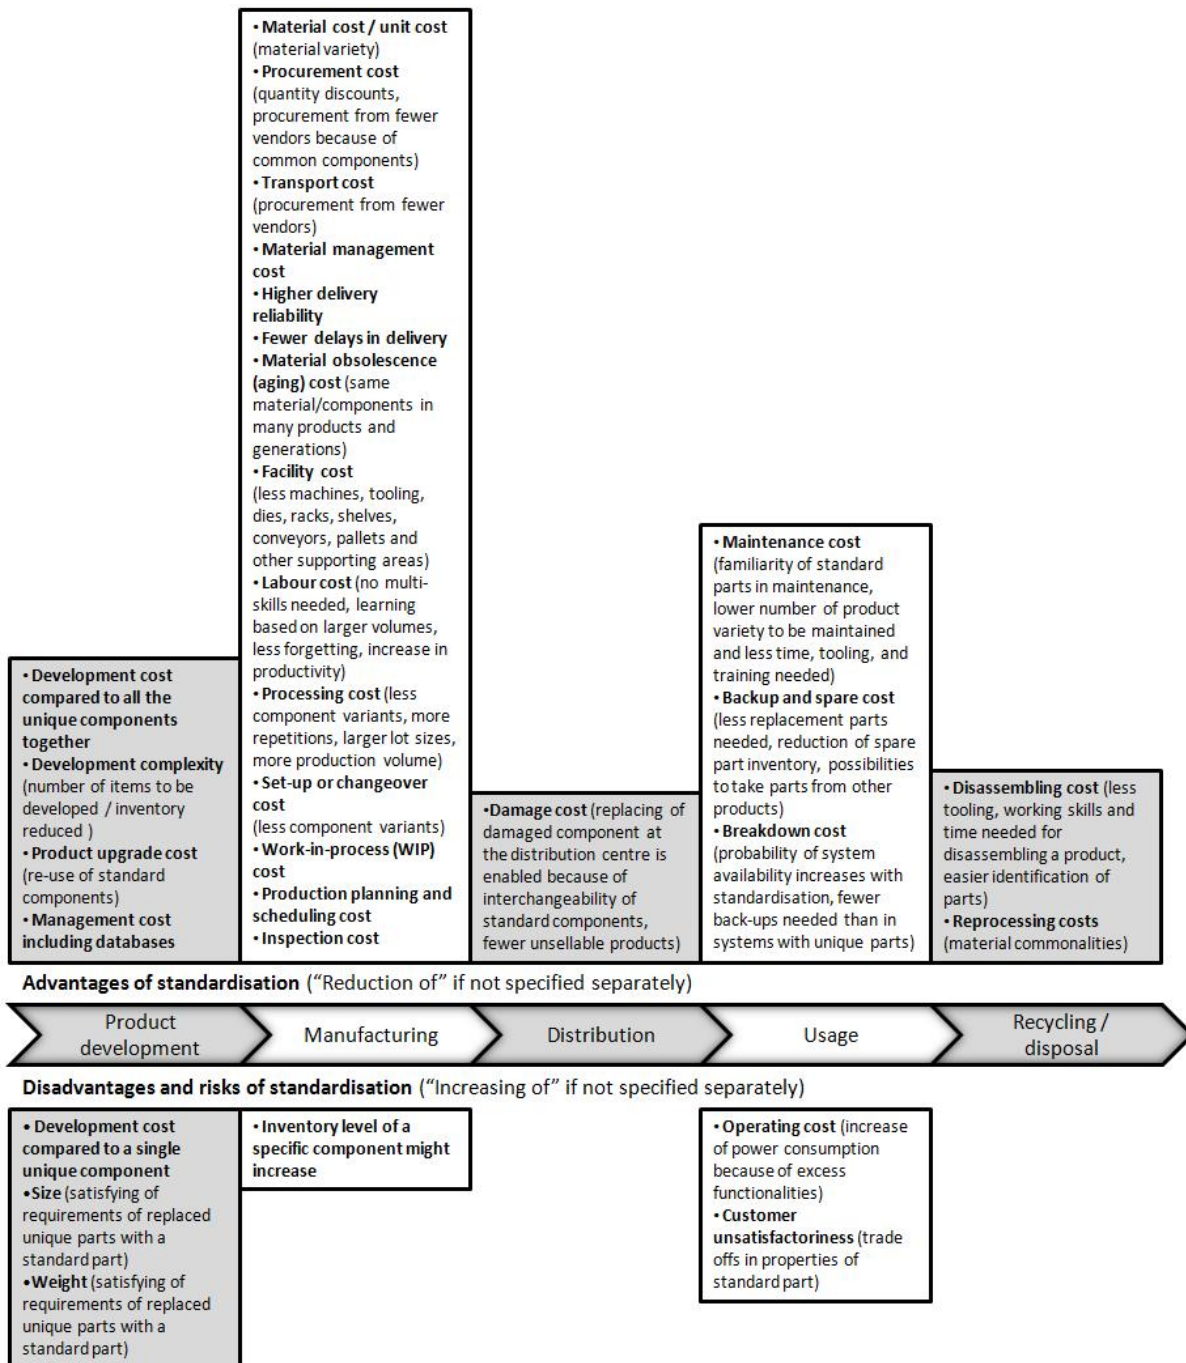 • Material cost / unit cost
(material variety)
• Procurement cost
(quantity discounts,
procurement from fewer
vendors because of
common components)
• Transport cost
(procurement from fewer
vendors)
• Material management
cost
• Higher delivery
reliability
• Fewer delays in delivery
• Material obsolescence
(aging) cost (same
material/components in
many products and
generations)
• Facility cost
(less machines, tooling,
dies, racks, shelves,
conveyors, pallets and
other supporting areas)
• Labour cost (no multi-
skills needed, learning
based on larger volumes,
less forgetting, increase in
productivity)
• Processing cost (less
component variants, more
repetitions, larger lot sizes,
more production volume)
• Set-up or changeover
cost
(less component variants)
• Work-in-process (WIP)
cost
• Production planning and
scheduling cost
• Inspection cost
• Development cost
compared to all the
unique components
together
• Development complexity
(number of items to be
developed / inventory
reduced )
• Product upgrade cost
(re-use of standard
components)
• Management cost
including databases
•Damage cost (replacing of
damaged component at
the distribution centre is
enabled because of
interchangeability of
standard components,
fewer unsellable products)
• Maintenance cost
(familiarity of standard
parts in maintenance,
lower number of product
variety to be maintained
and less time, tooling, and
training needed)
• Backup and spare cost
(less replacement parts
needed, reduction of spare
part inventory, possibilities
to take parts from other
products)
• Breakdown cost
(probability of system
availability increases with
standardisation, fewer
back-ups needed than in
systems with unique parts)
• Disassembling cost (less
tooling, working skills and
time needed for
disassembling a product,
easier identification of
parts)
• Reprocessing costs
(material commonalities)
Advantages of standardisation (“Reduction of” if not specified separately)
Product
development
Manufacturing
Distribution
Usage
Recycling /
disposal
Disadvantages and risks of standardisation (“Increasing of” if not specified separately)
• Development cost
compared to a single
unique component
•Size (satisfying of
requirements of replaced
unique parts with a
standard part)
•Weight (satisfying of
requirements of replaced
unique parts with a
standard part)
• Inventory level of a
specific component might
increase
• Operating cost (increase
of power consumption
because of excess
functionalities)
• Customer
unsatisfactoriness (trade
offs in properties of
standard part)